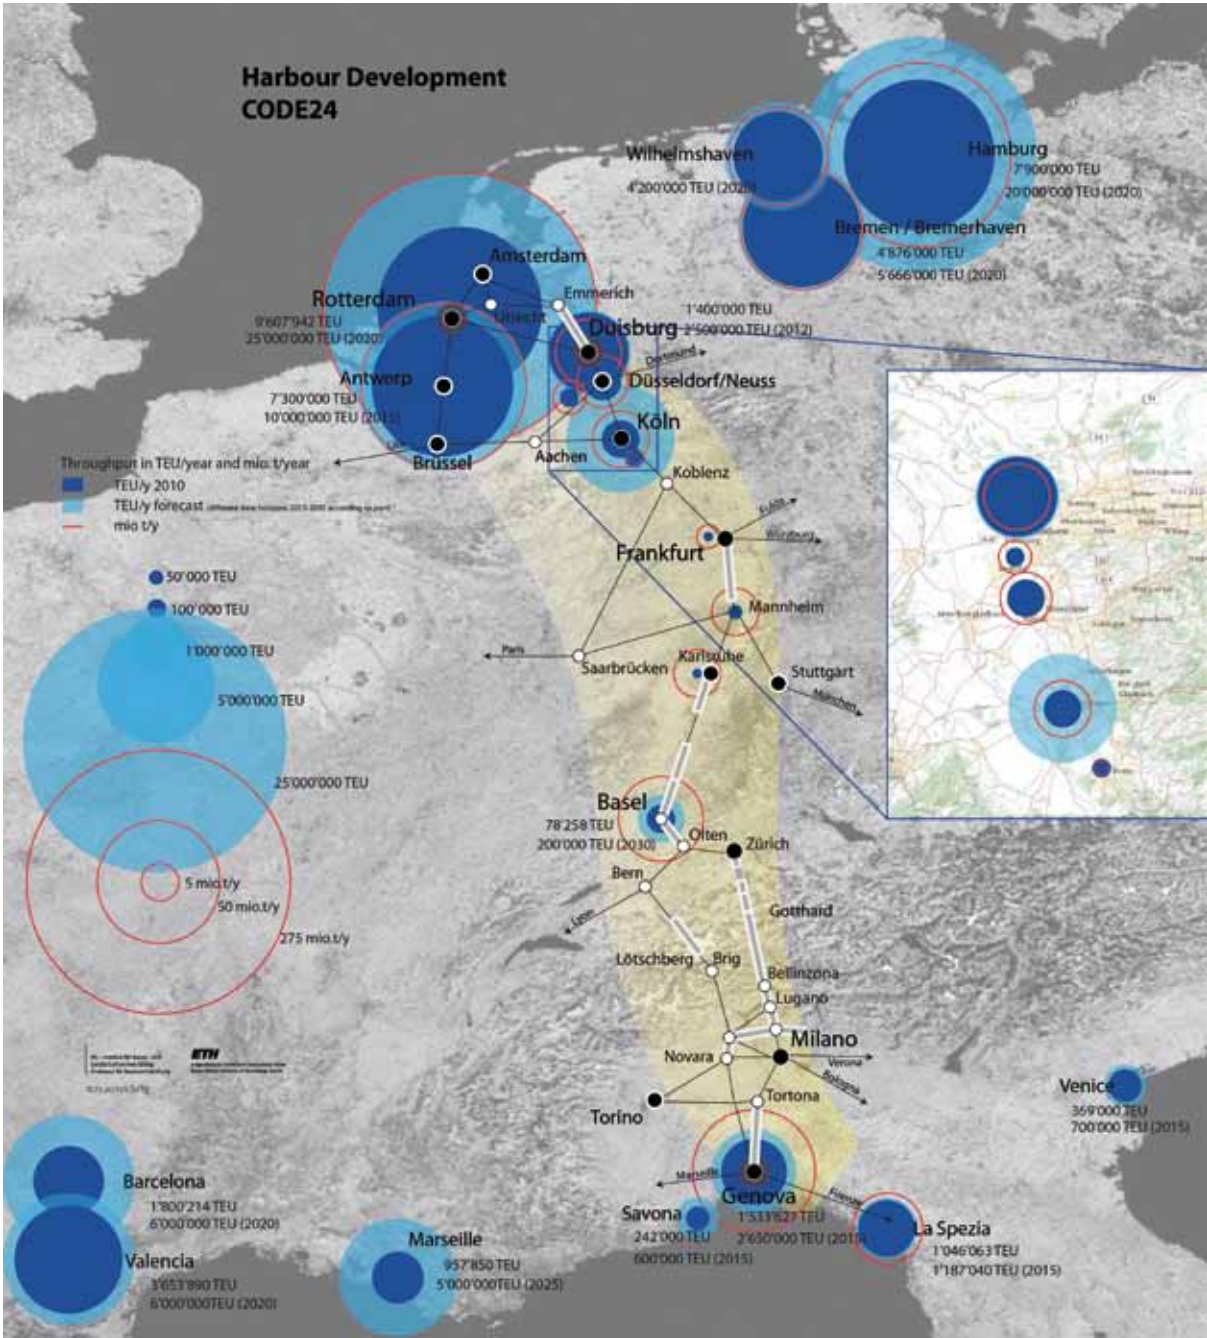 Harbour Development
CODE24
Wilhelmshaven
4'200'000 TEU (2020)
Hamburg
7'900'000 TEU
20'000'000 TEU (2020)
Bremen / Bremerhaven
4'876'000 TEU
5'666'000 TEU (2020)
Amsterdam
Rotterdam
9'607'942 TEU
25'000'000 TEU (2020)
Utrecht
Emmerich
Duisburg
1'400'000 TEU
2'500'000 TEU (2012)
Dortmund
Antwerp
7'300'000 TEU
10'000'000 TEU (2015)
Düsseldorf/Neuss
Köln
Brüssel
Aachen
Koblenz
Throughput in TEU/year and mio. t/year
TEU/y 2010
TEU/y forecast
mio t/y
Fulda
Würzburg
Frankfurt
50'000 TEU
100'000 TEU
1'000'000 TEU
5'000'000 TEU
25'000'000 TEU
Mannheim
Paris
Saarbrücken
Karlsruhe
Stuttgart
München
Basel
78'258 TEU
200'000 TEU (2030)
Olten
Zürich
Bern
Lyon
Gotthard
5 mio.t/y
50 mio.t/y
275 mio.t/y
Lötschberg
Brig
Bellinzona
Lugano
ETH
Novara
Milano
Verona
Bologna
Torino
Tortona
Venice
369'000 TEU
700'000 TEU (2015)
Marseille
Genova
1'533'627 TEU
Firenze
Savona
242'000 TEU
600'000 TEU (2015)
La Spezia
1'046'063 TEU
1'187'040 TEU (2015)
Barcelona
1'800'214 TEU
6'000'000 TEU (2020)
Valencia
3'653'890 TEU
6'000'000TEU (2020)
Marseille
957'850 TEU
5'000'000TEU (2025)